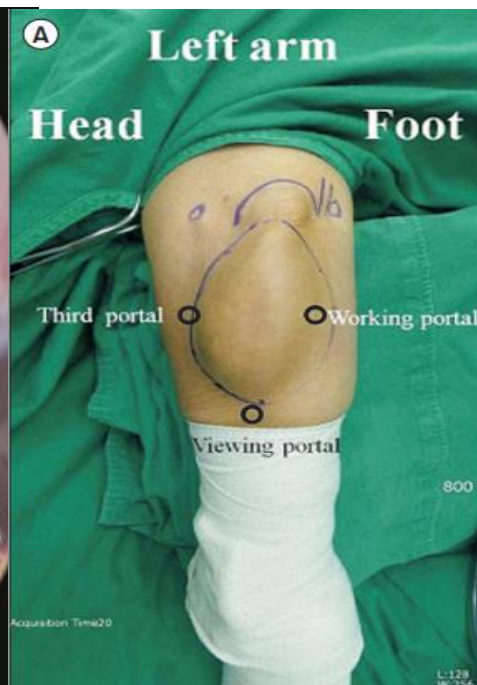 A
Left arm
Head Foot
Third portal Working portal
Viewing portal
800
Acquisition Time20
L:128